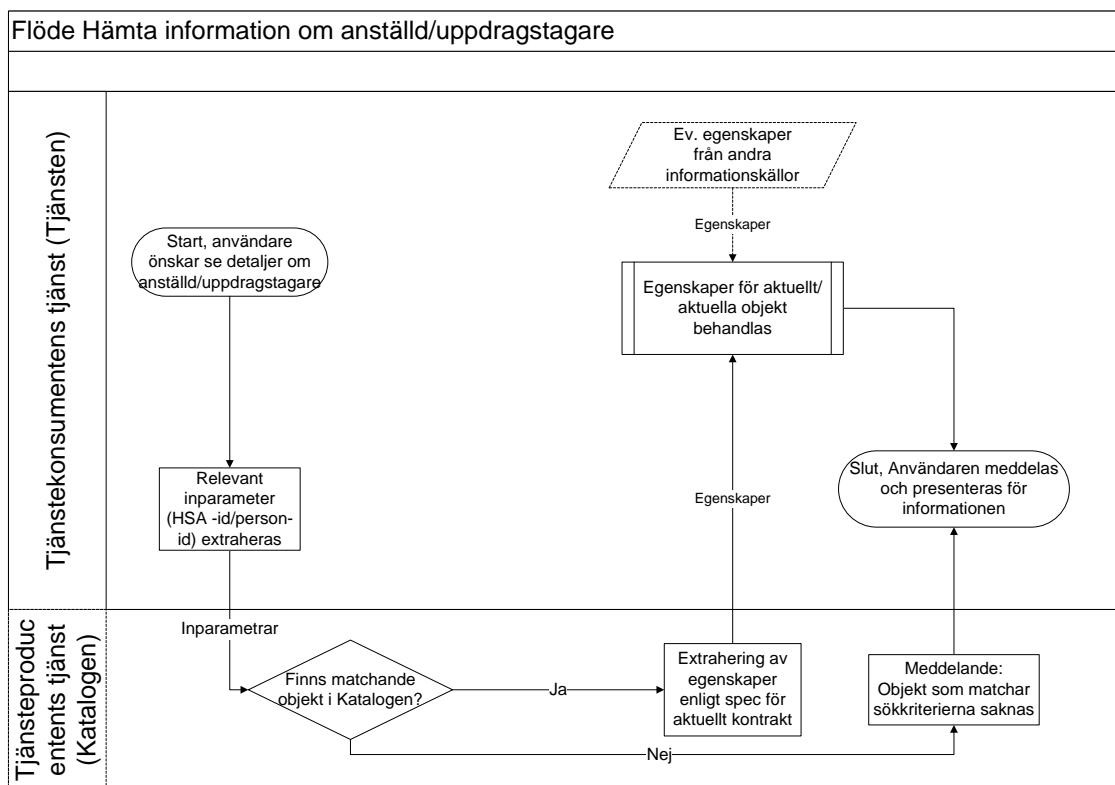 Flöde Hämta information om anställd/uppdragstagare
Tjänstekonsumentens tjänst (Tjänsten)
Ev. egenskaper
från andra
informationskällor
Egenskaper
Start, användare
önskar se detaljer om
anställd/uppdragstagare
Egenskaper för aktuellt/
aktuella objekt
behandlas
Relevant
inparameter
(HSA -id/person-
id) extraheras
Egenskaper
Slut, Användaren meddelas
och presenteras för
informationen
Tjänsteproduc
entents tjänst
(Katalogen)
Inparametrar
Finns matchande
objekt i Katalogen?
Ja
Extrahering av
egenskaper
enligt spec för
aktuellt kontrakt
Meddelande:
Objekt som matchar
sökkriterierna saknas
Nej